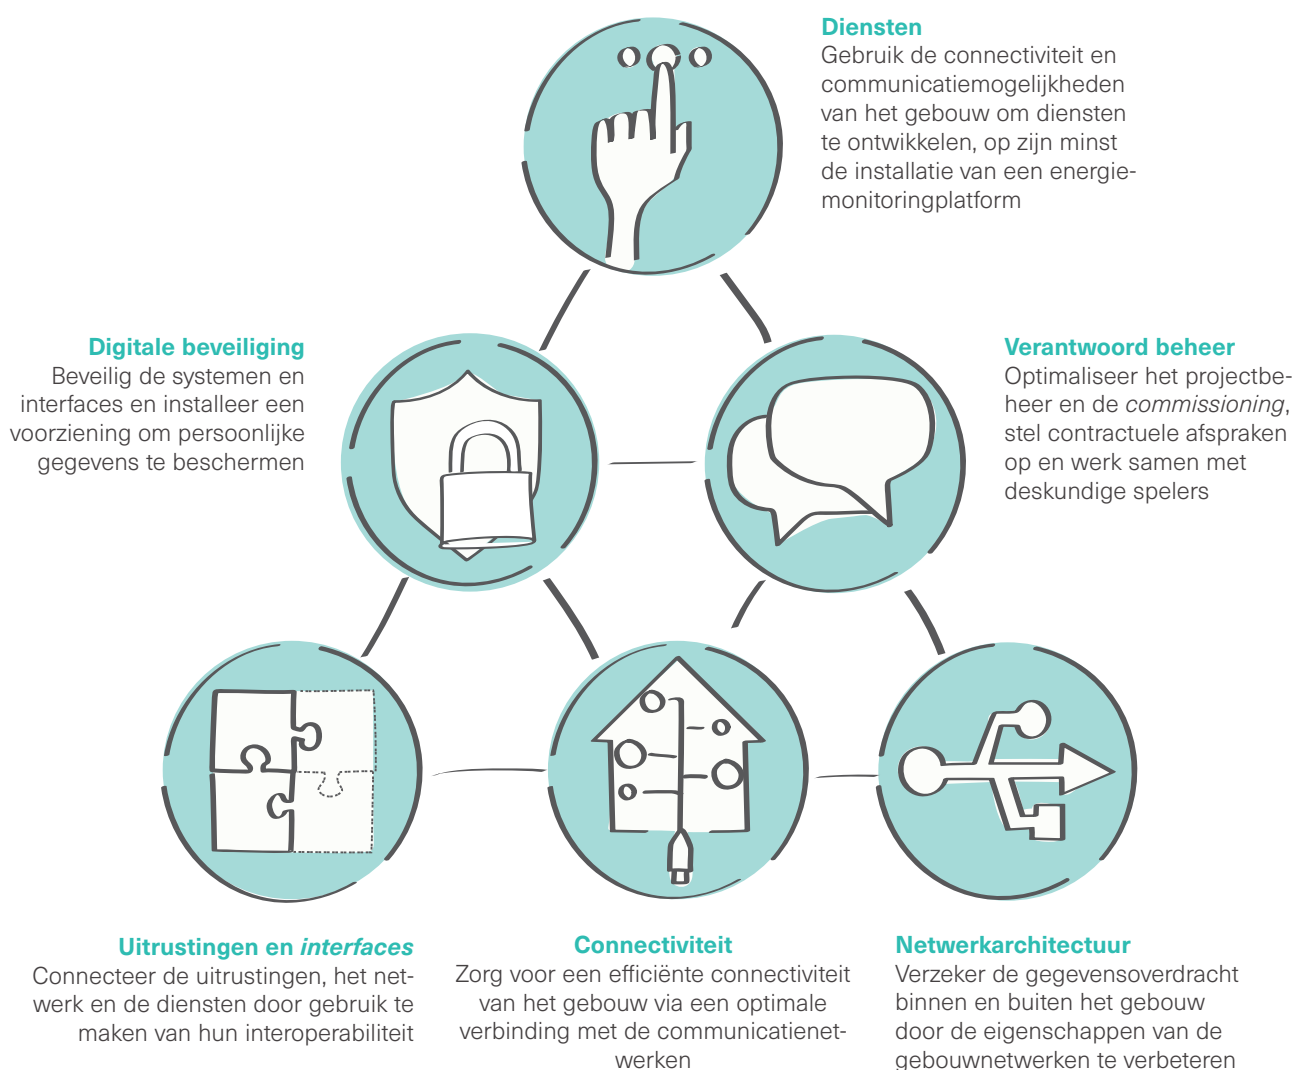 Diensten
Gebruik de connectiviteit en
communicatiemogelijkheden
van het gebouw om diensten
te ontwikkelen, op zijn minst
de installatie van een energie-
monitoringplatform
Digitale beveiliging
Beveilig de systemen en
interfaces en installeer een
voorziening om persoonlijke
gegevens te beschermen
Verantwoord beheer
Optimaliseer het projectbe-
heer en de commissioning,
stel contractuele afspraken
op en werk samen met
deskundige spelers
Uitrustingen en interfaces
Connecteer de uitrustingen, het net-
werk en de diensten door gebruik te
maken van hun interoperabiliteit
Connectiviteit
Zorg voor een efficiënte connectiviteit
van het gebouw via een optimale
verbinding met de communicatienet-
werken
Netwerkarchitectuur
Verzeker de gegevensoverdracht
binnen en buiten het gebouw
door de eigenschappen van de
gebouwnetwerken te verbeteren